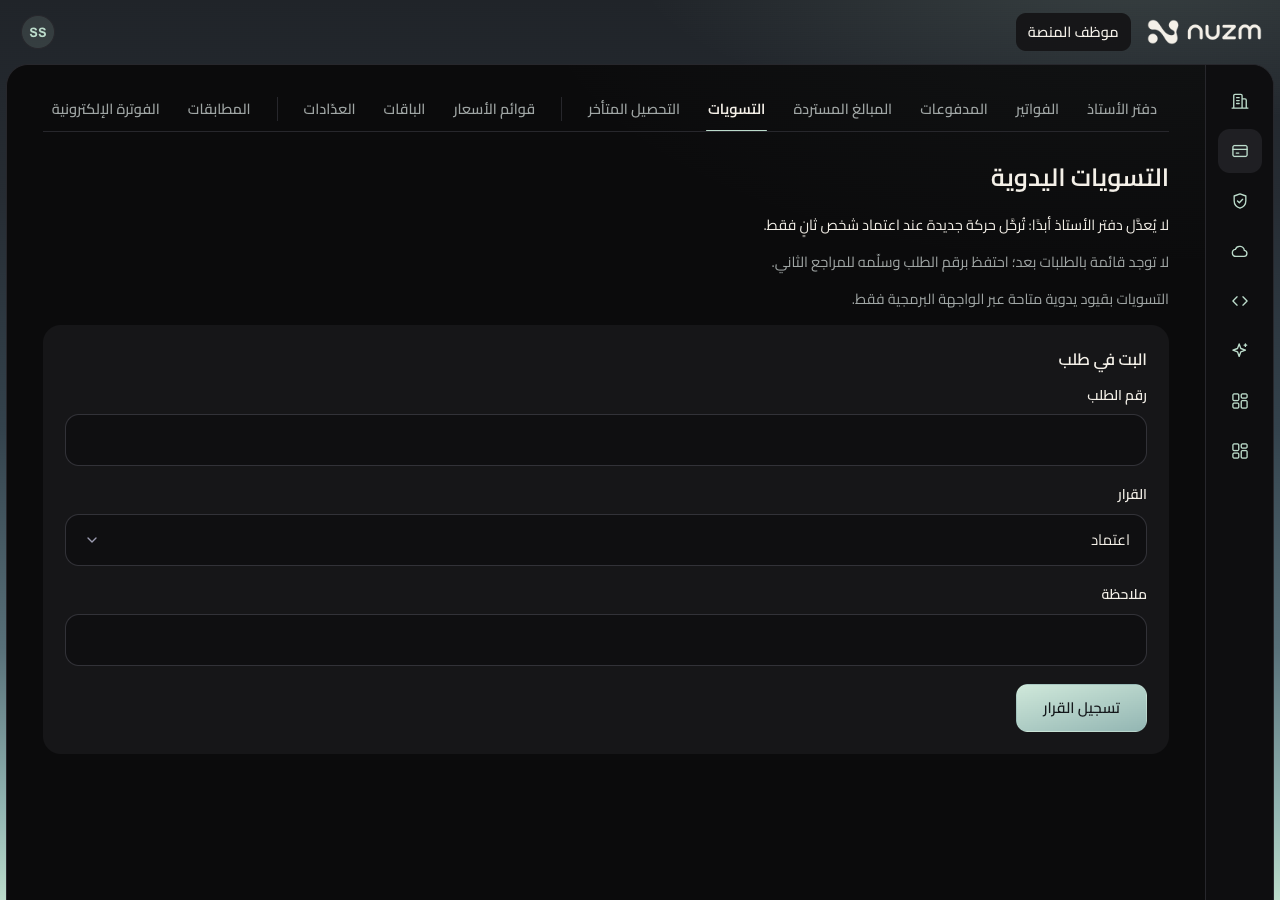 nuzm
موظف المنصة
SS
دفتر الأستاذ
الفواتير
المدفوعات
المبالغ المستردة
التسويات
التحصيل المتأخر
قوائم الأسعار
الباقات
العدّادات
المطابقات
الفوترة الإلكترونية
التسويات اليدوية
لا يُعدَّل دفتر الأستاذ أبدًا: تُرحَّل حركة جديدة عند اعتماد شخص ثانٍ فقط.
لا توجد قائمة بالطلبات بعد؛ احتفظ برقم الطلب وسلّمه للمراجع الثاني.
التسويات بقيود يدوية متاحة عبر الواجهة البرمجية فقط.
البت في طلب
رقم الطلب
القرار
اعتماد
ملاحظة
تسجيل القرار